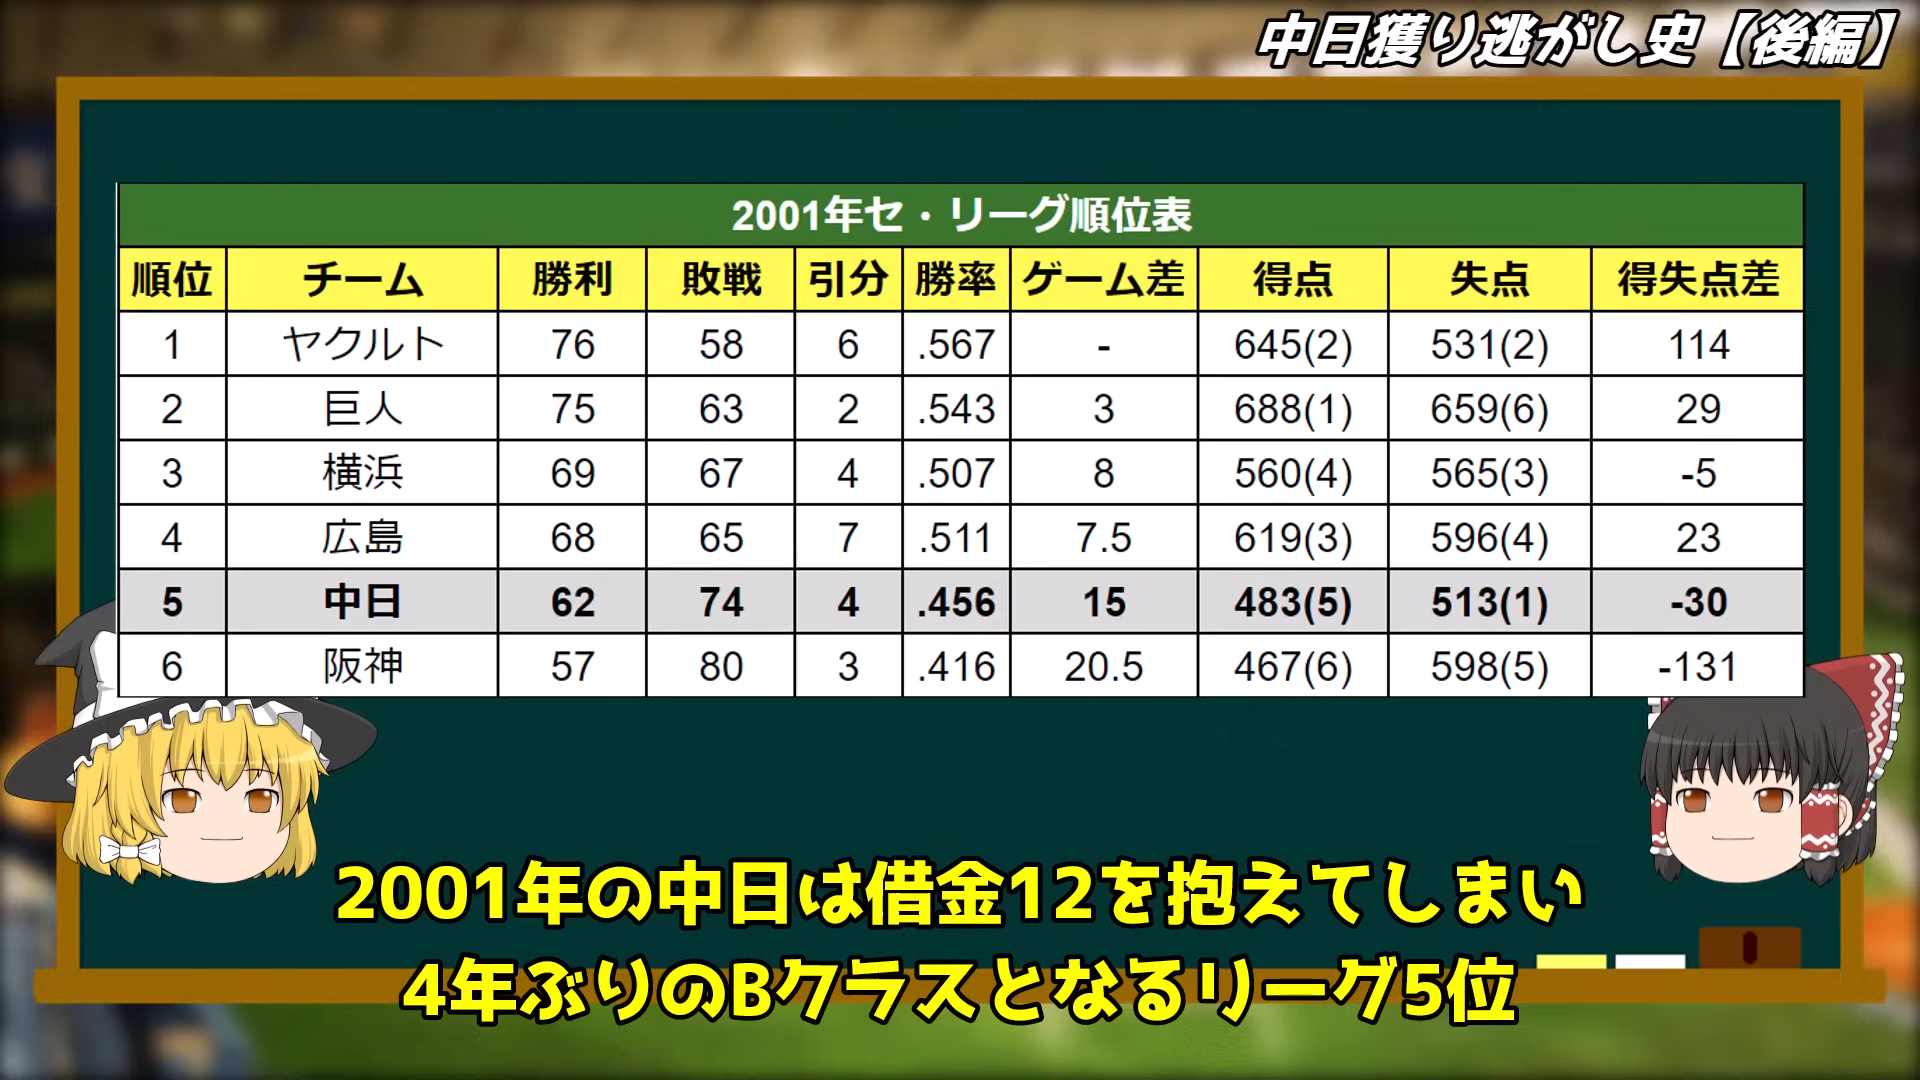 中日獲り逃がし史【後編】
2001年セ・リーグ順位表
順位 チーム 勝利 敗戦 引分 勝率 ゲーム差 得点 失点 得失点差
1 ヤクルト 76 58 6 .567 - 645(2) 531(2) 114
2 巨人 75 63 2 .543 3 688(1) 659(6) 29
3 横浜 69 67 4 .507 8 560(4) 565(3) -5
4 広島 68 65 7 .511 7.5 619(3) 596(4) 23
5 中日 62 74 4 .456 15 483(5) 513(1) -30
6 阪神 57 80 3 .416 20.5 467(6) 598(5) -131
2001年の中日は借金12を抱えてしまい
4年ぶりのBクラスとなるリーグ5位